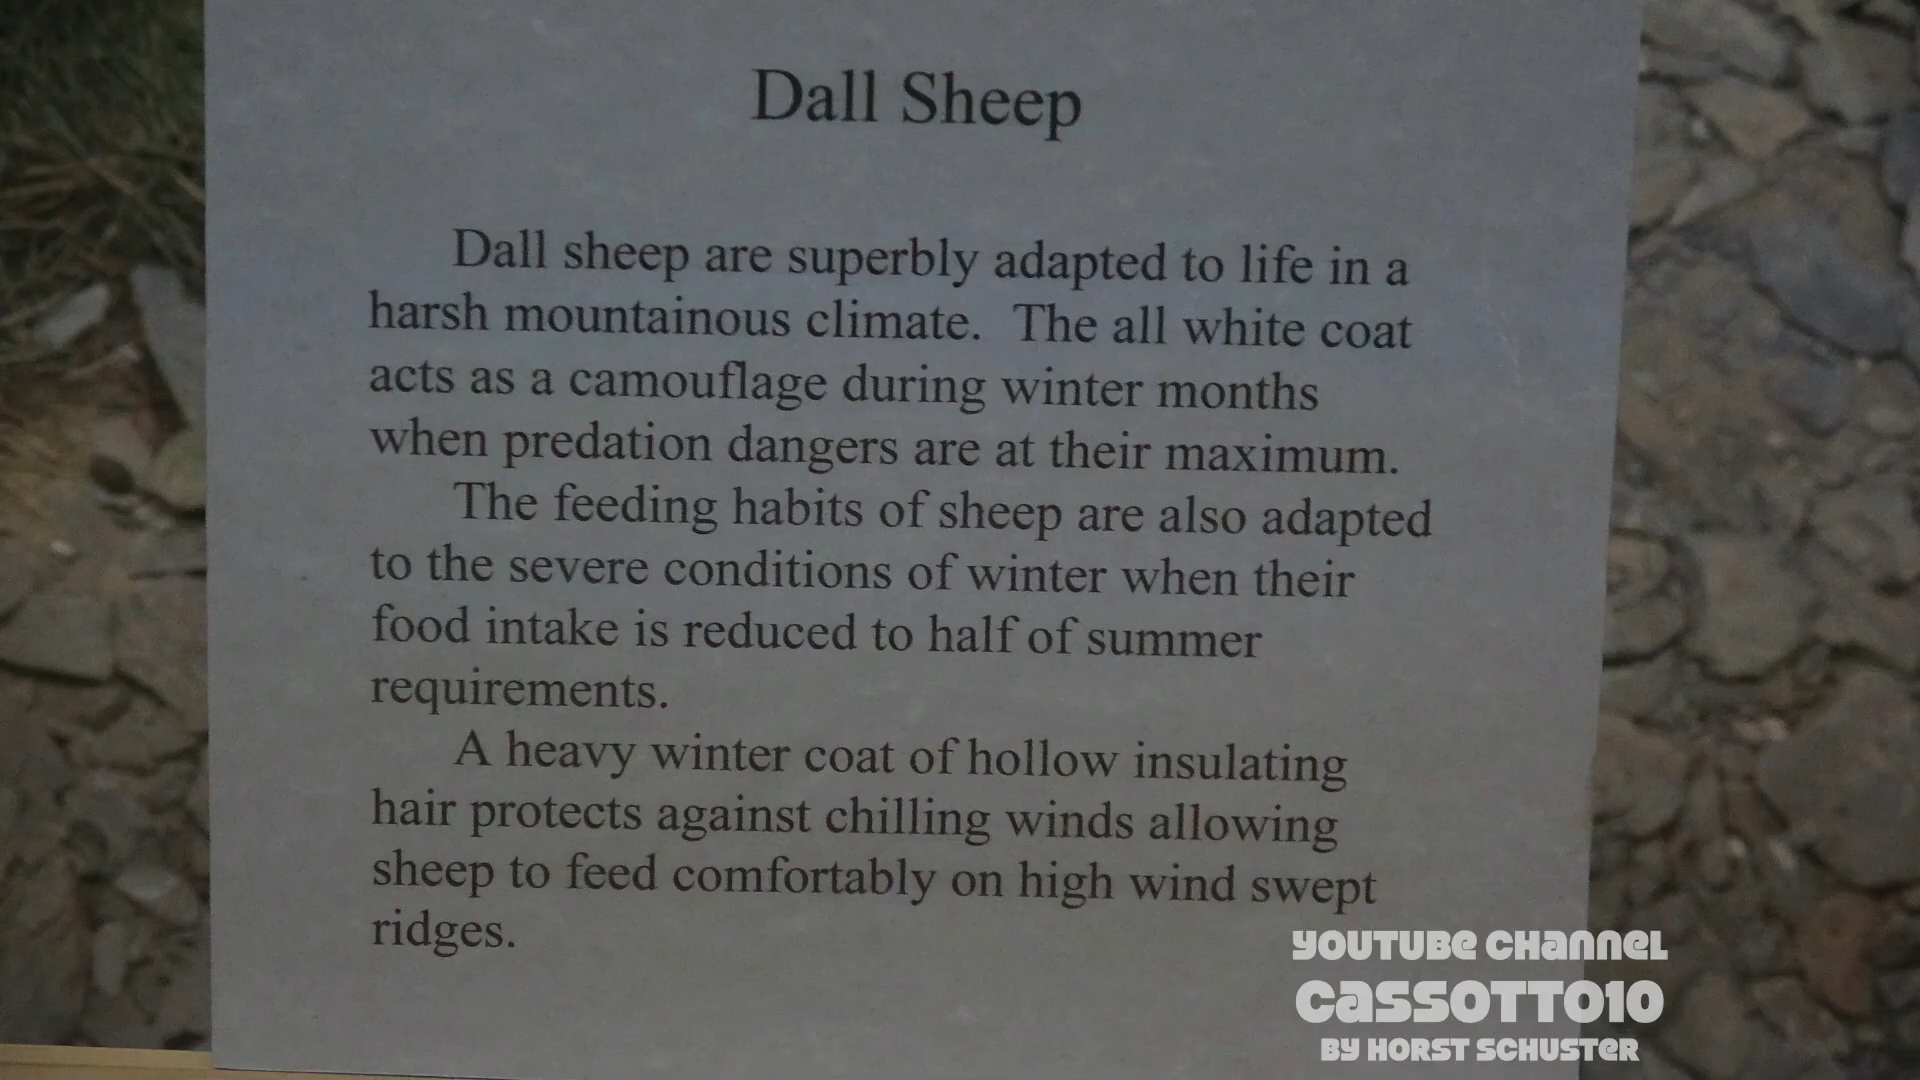 Dall Sheep
Dall sheep are superbly adapted to life in a
harsh mountainous climate. The all white coat
acts as a camouflage during winter months
when predation dangers are at their maximum.
The feeding habits of sheep are also adapted
to the severe conditions of winter when their
food intake is reduced to half of summer
requirements.
A heavy winter coat of hollow insulating
hair protects against chilling winds allowing
sheep to feed comfortably on high wind swept
ridges.
YOUTUBE CHANNEL
CASSOTTO10
BY HORST SCHUSTER